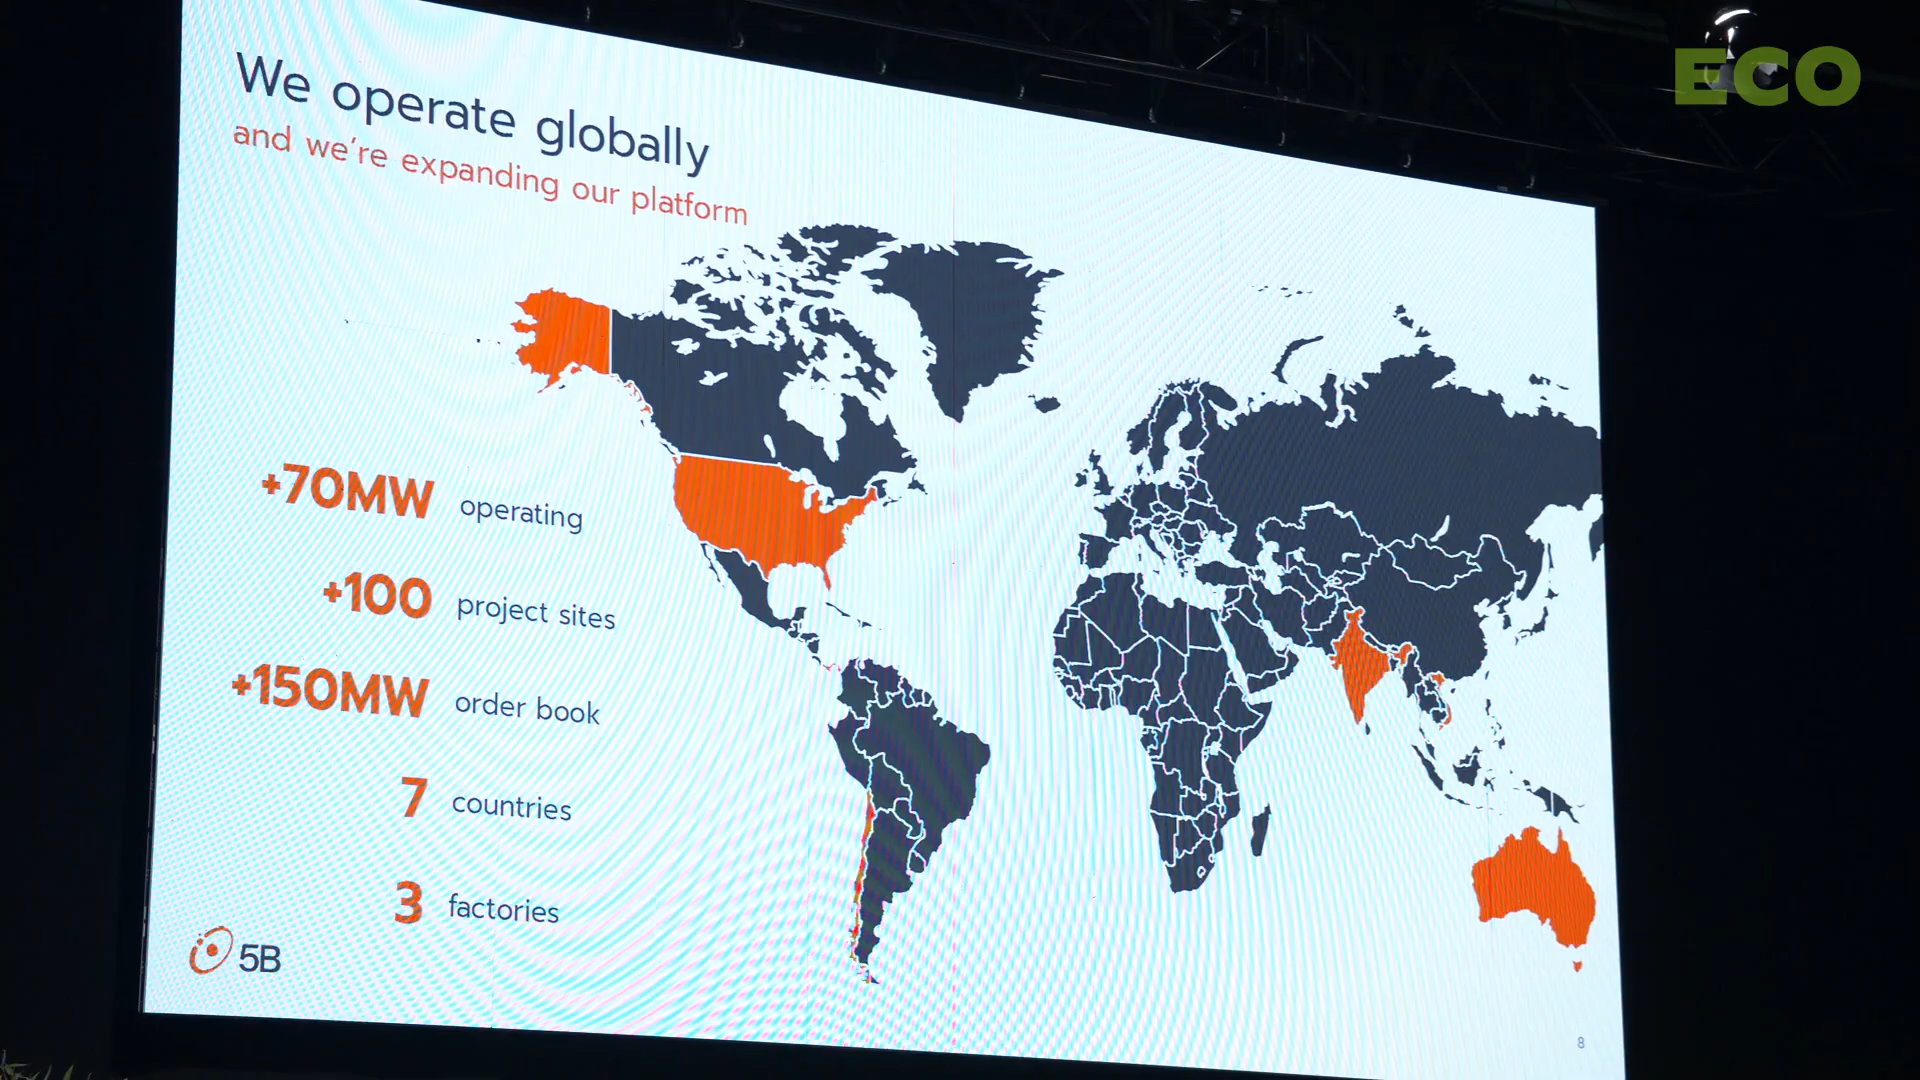 ECO
We operate globally
and we're expanding our platform
+70MW operating
+100 project sites
+150MW order book
7 countries
3 factories
5B
8